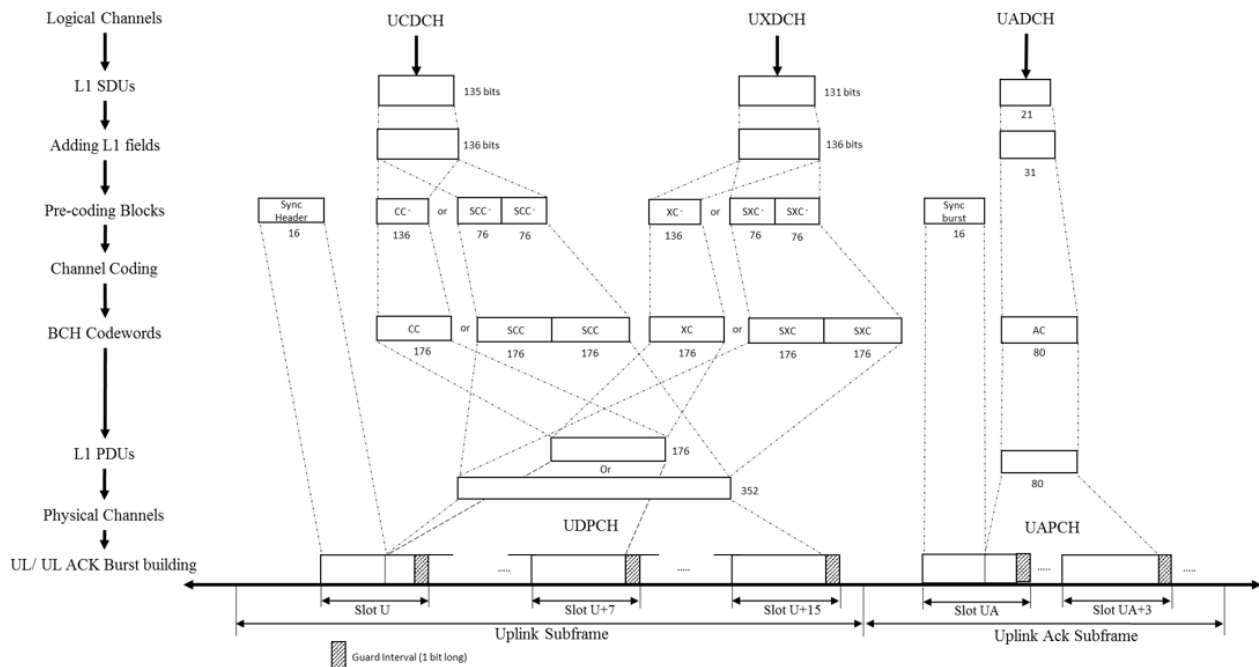 Logical Channels
UCDCH
UXDCH
UADCH
L1 SDUs
135 bits
131 bits
21
Adding L1 fields
136 bits
136 bits
31
Pre-coding Blocks
Sync Header
16
CC-
or
SCC-
SCC-
136
76
76
XC-
or
SXC-
SXC-
136
76
76
Sync burst
16
Channel Coding
BCH Codewords
CC
or
SCC
SCC
176
176
176
XC
or
SXC
SXC
176
176
176
AC
80
L1 PDUs
176
Or
352
80
Physical Channels
UDPCH
UAPCH
UL/ UL ACK Burst building
.....
.....
.....
.....
Slot U
Slot U+7
Slot U+15
Slot UA
Slot UA+3
Uplink Subframe
Uplink Ack Subframe
Guard Interval (1 bit long)